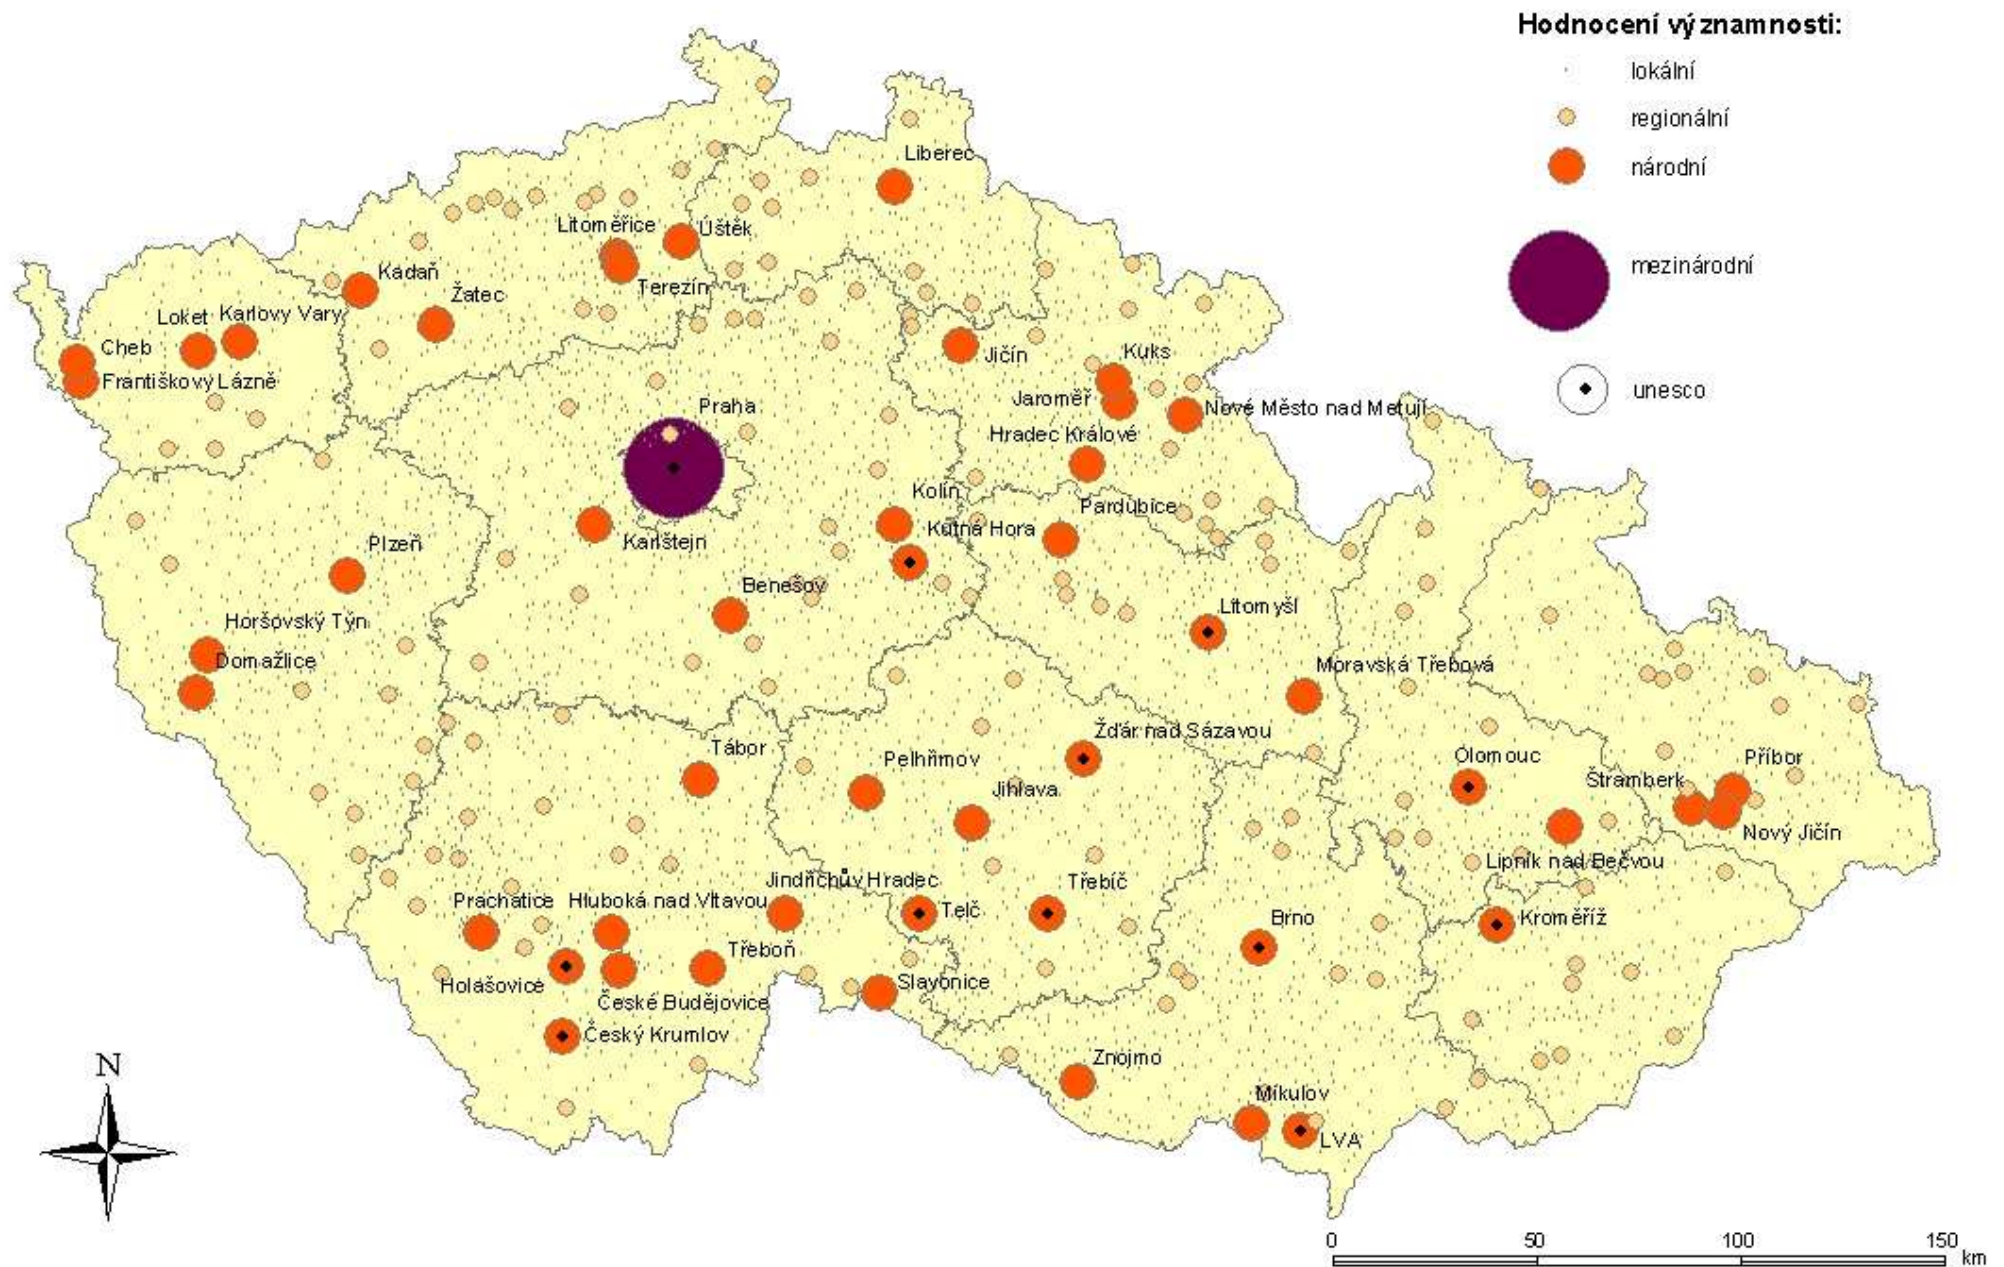 Hodnocení významnosti:
lokální
regionální
národní
mezinárodní
unesco
Liberec
Litoměřice
Úštěk
Terezín
Kadaň
Žatec
Loket
Karlovy Vary
Cheb
Františkovy Lázně
Jičín
Kuks
Jaroměř
Nové Město nad Metují
Hradec Králové
Praha
Kolín
Kutná Hora
Pardubice
Karlštejn
Plzeň
Benešov
Litomyšl
Horšovský Týn
Domažlice
Moravská Třebová
Tábor
Pelhřimov
Žďár nad Sázavou
Jihlava
Olomouc
Štramberk
Příbor
Nový Jičín
Lipník nad Bečvou
Jindřichův Hradec
Prachatice
Hluboká nad Vltavou
Telč
Třebíč
Brno
Kroměříž
Třeboň
Holašovice
České Budějovice
Slavonice
Český Krumlov
Znojmo
Mikulov
LVA
N
0 50 100 150
km